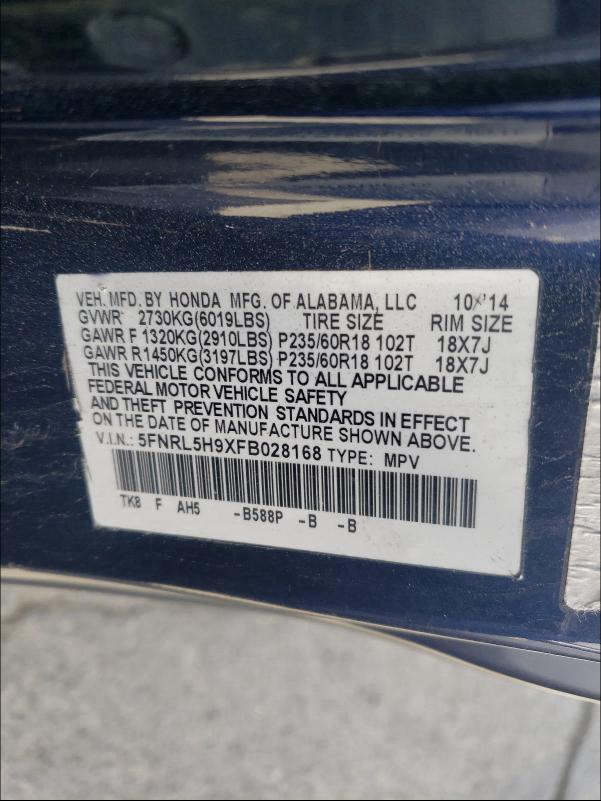 VEH. MFD. BY HONDA MFG. OF ALABAMA, LLC 10/14
GVWR 2730KG(6019LBS) TIRE SIZE RIM SIZE
GAWR F 1320KG(2910LBS) P235/60R18 102T 18X7J
GAWR R1450KG(3197LBS) P235/60R18 102T 18X7J
THIS VEHICLE CONFORMS TO ALL APPLICABLE
FEDERAL MOTOR VEHICLE SAFETY
AND THEFT PREVENTION STANDARDS IN EFFECT
ON THE DATE OF MANUFACTURE SHOWN ABOVE.
V.I.N.: 5FNRL5H9XFB028168 TYPE: MPV
TK8 F AH5 -B588P -B -B